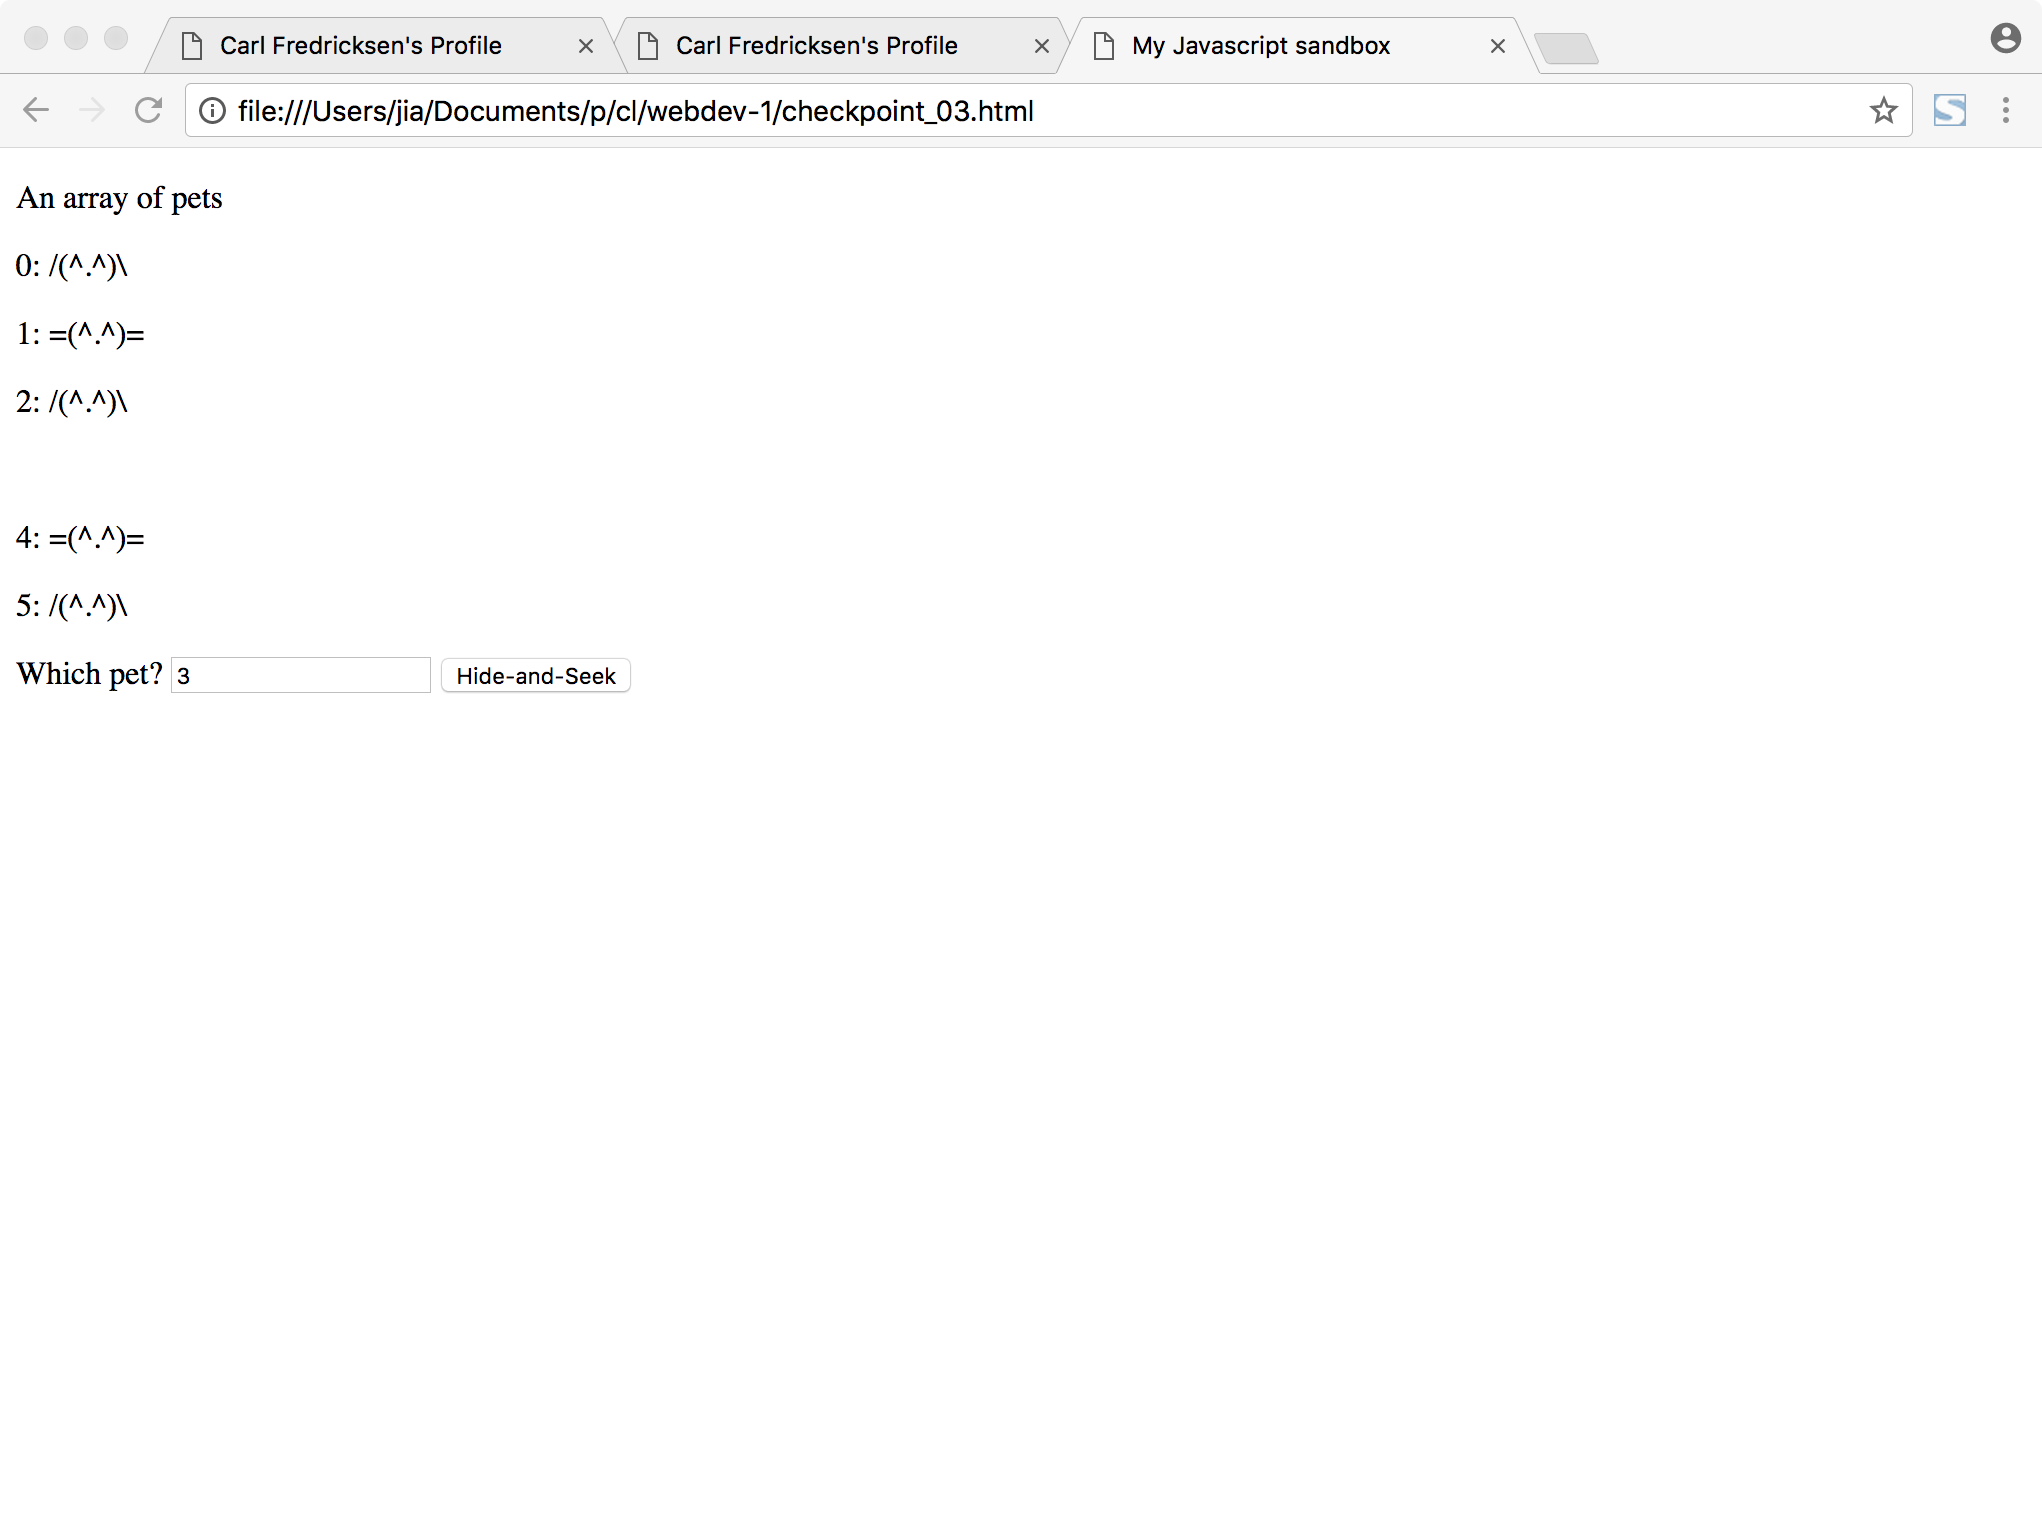 Carl Fredricksen's Profile
Carl Fredricksen's Profile
My Javascript sandbox
file:///Users/jia/Documents/p/cl/webdev-1/checkpoint_03.html
An array of pets
0: /(^.^)\
1: =(^.^)=
2: /(^.^)\
4: =(^.^)=
5: /(^.^)\
Which pet? 3 Hide-and-Seek